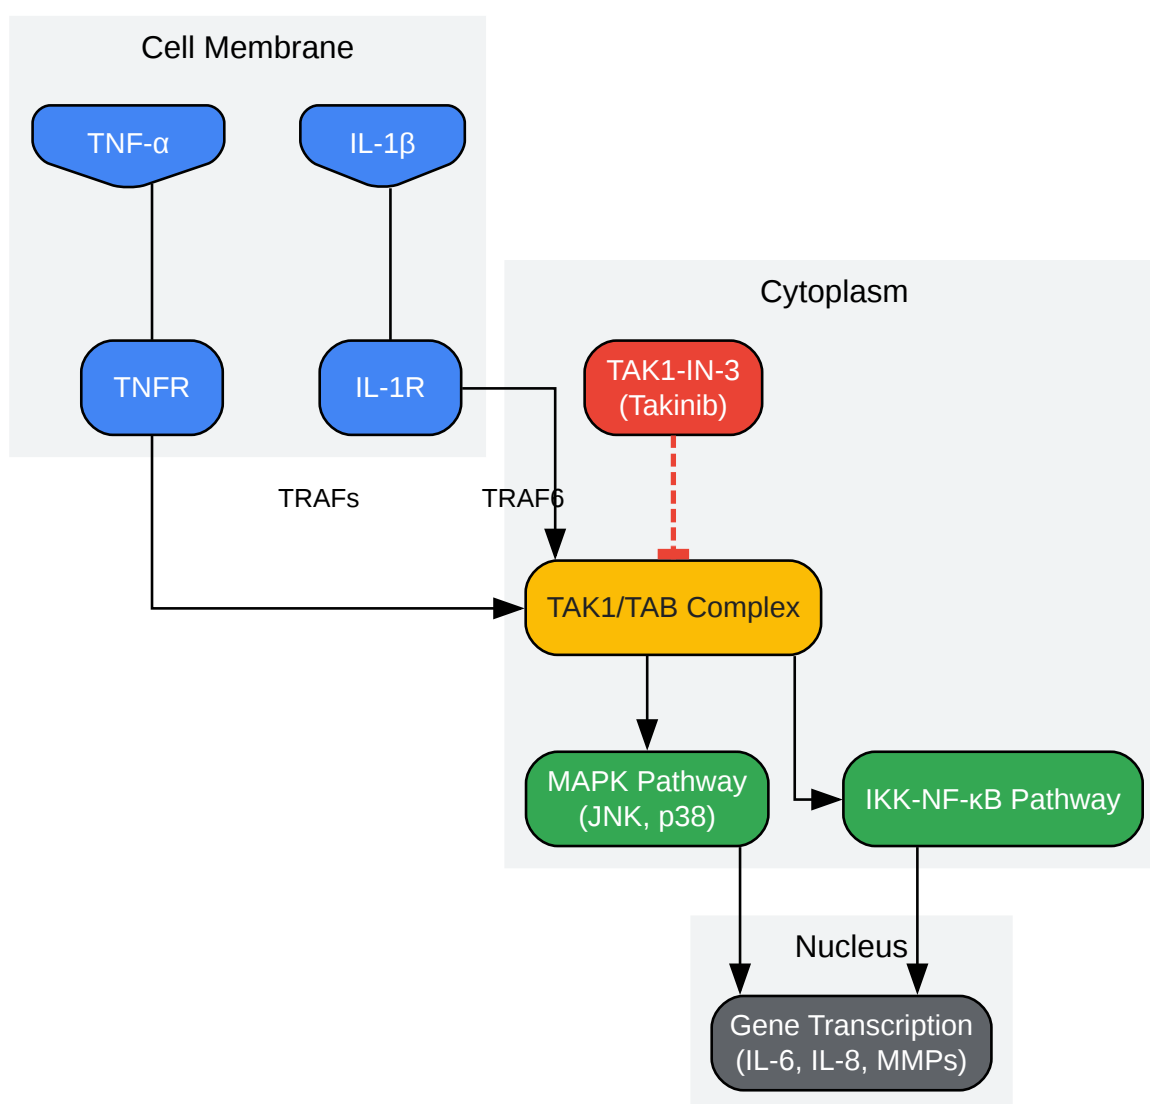 Cell Membrane
TNF-α
IL-1β
Cytoplasm
TNFR
IL-1R
TAK1-IN-3
(Takinib)
TRAFs
TRAF6
TAK1/TAB Complex
MAPK Pathway
(JNK, p38)
IKK-NF-κB Pathway
Nucleus
Gene Transcription
(IL-6, IL-8, MMPs)